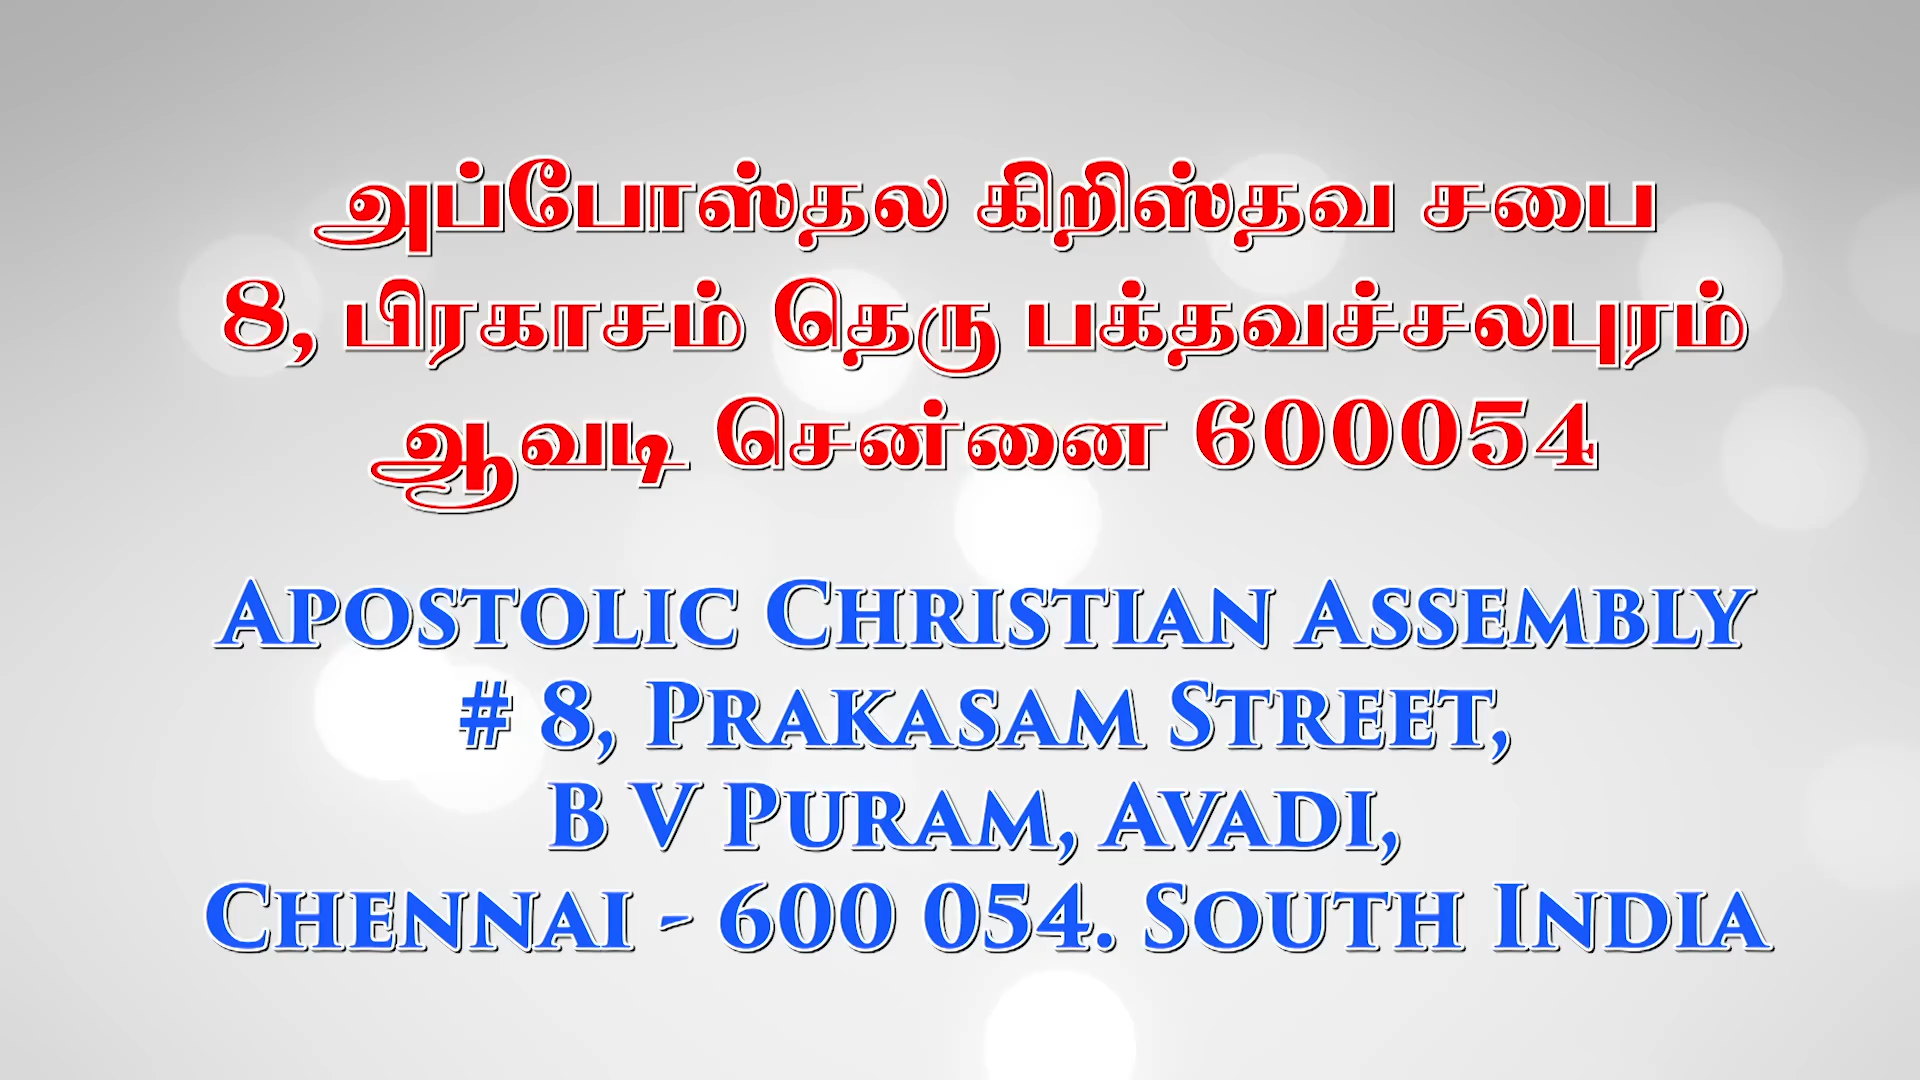 அப்போஸ்தல கிறிஸ்தவ சபை
8, பிரகாசம் தெரு பக்தவச்சலபுரம்
ஆவடி சென்னை 600054
Apostolic Christian Assembly
# 8, Prakasam Street,
B V Puram, Avadi,
Chennai - 600 054. South India